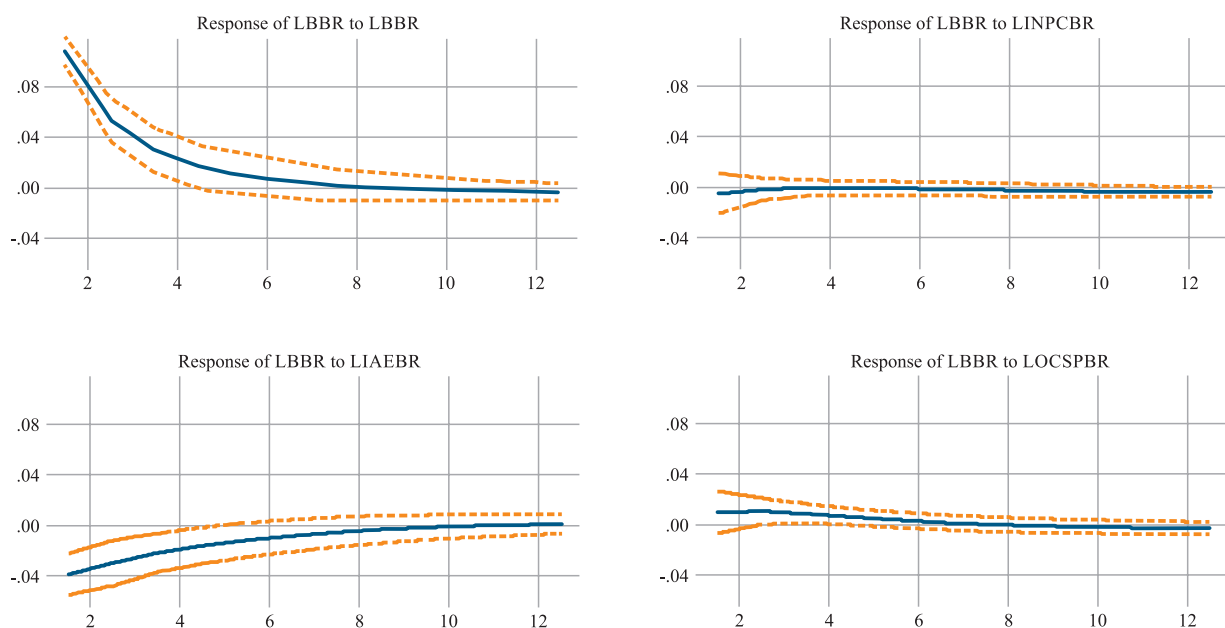 Response of LBBR to LBBR
.08
.04
.00
-.04
2 4 6 8 10 12
Response of LBBR to LINPCBR
.08
.04
.00
-.04
2 4 6 8 10 12
Response of LBBR to LIAEBR
.08
.04
.00
-.04
2 4 6 8 10 12
Response of LBBR to LOCSPBR
.08
.04
.00
-.04
2 4 6 8 10 12